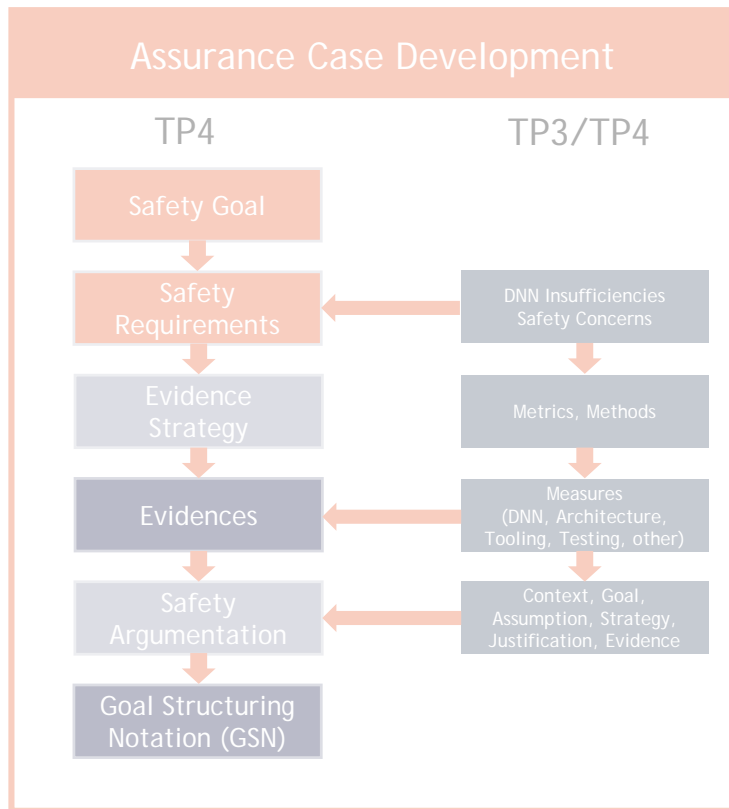 Assurance Case Development
TP4
TP3/TP4
Safety Goal
Safety
Requirements
DNN Insufficiencies
Safety Concerns
Evidence
Strategy
Metrics, Methods
Evidences
Measures
(DNN, Architecture,
Tooling, Testing, other)
Safety
Argumentation
Context, Goal,
Assumption, Strategy,
Justification, Evidence
Goal Structuring
Notation (GSN)